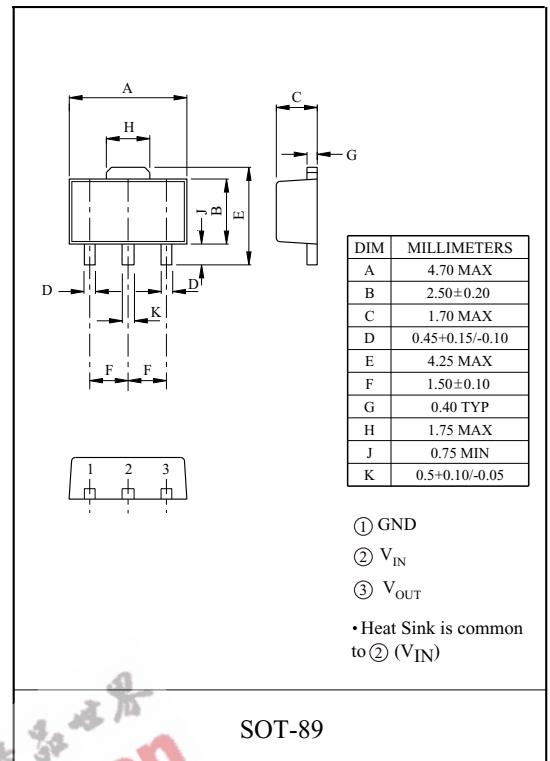 A
H
C
G
J
B
E
D
D
K
F F
1 2 3
DIM MILLIMETERS
A 4.70 MAX
B 2.50±0.20
C 1.70 MAX
D 0.45+0.15/-0.10
E 4.25 MAX
F 1.50±0.10
G 0.40 TYP
H 1.75 MAX
J 0.75 MIN
K 0.5+0.10/-0.05
① GND
② VIN
③ VOUT
• Heat Sink is common
to ② (VIN)
SOT-89
品世界